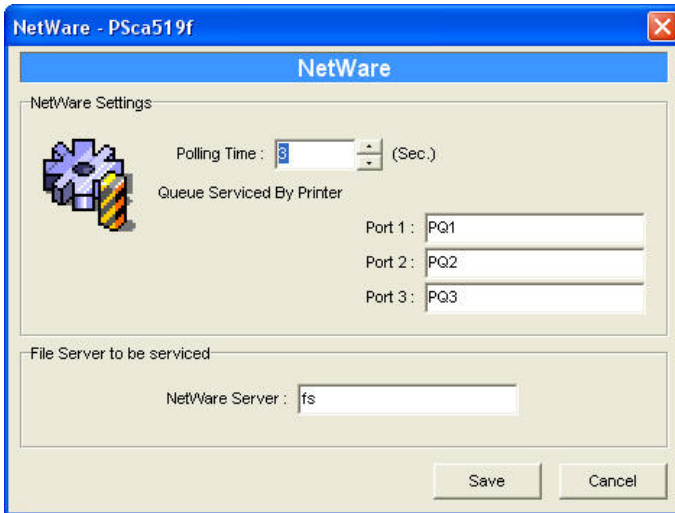 NetWare - PSca519f
NetWare
NetWare Settings
Polling Time : 3 (Sec.)
Queue Serviced By Printer
Port 1 : PQ1
Port 2 : PQ2
Port 3 : PQ3
File Server to be serviced
NetWare Server : fs
Save Cancel